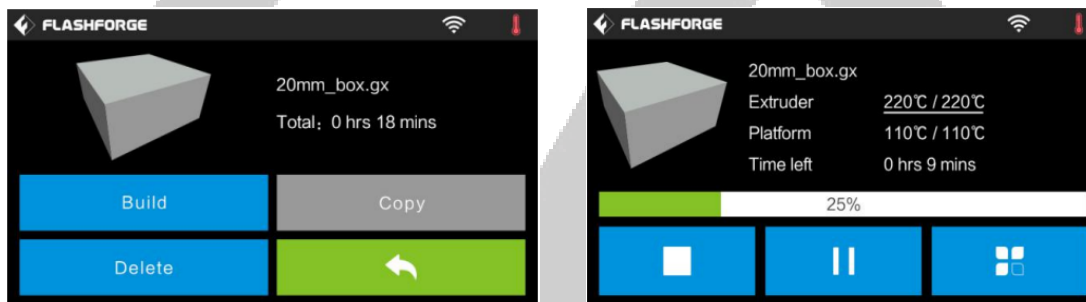 FLASHFORGE
20mm_box.gx
Total: 0 hrs 18 mins
Build
Copy
Delete
FLASHFORGE
20mm_box.gx
Extruder 220℃ / 220℃
Platform 110℃ / 110℃
Time left 0 hrs 9 mins
25%